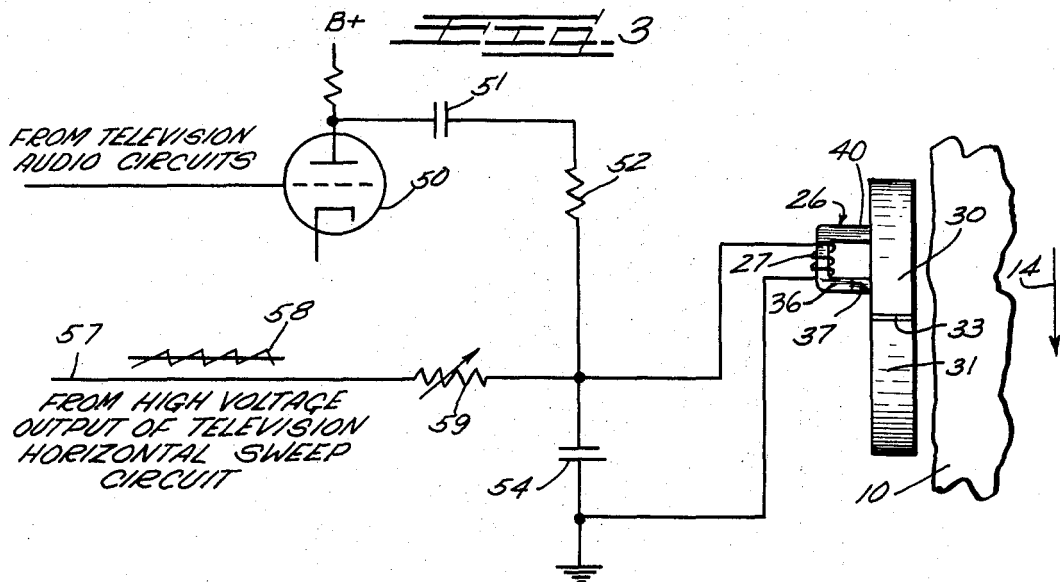 B+
FIG. 3
51
FROM TELEVISION
AUDIO CIRCUITS
50
52
26
40
30
27
14
36
37
33
58
57
31
59
FROM HIGH VOLTAGE
OUTPUT OF TELEVISION
HORIZONTAL SWEEP
CIRCUIT
54
10